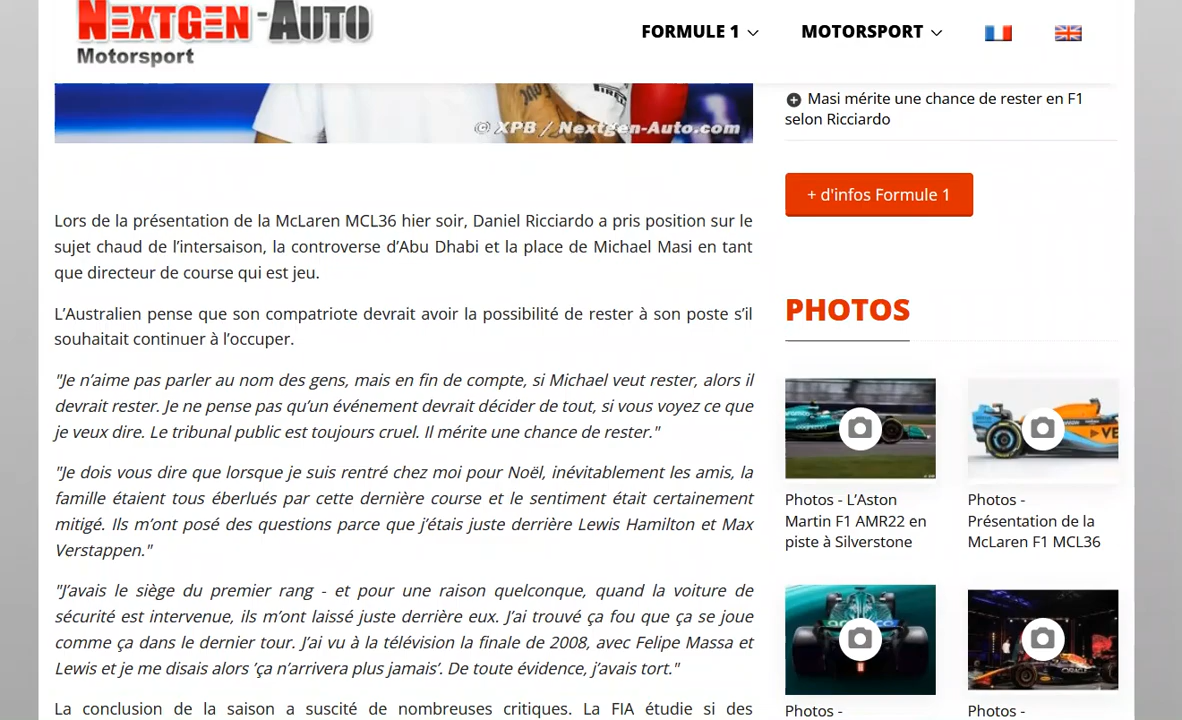 NEXTGEN-AUTO
Motorsport
FORMULE 1
MOTORSPORT
© XPB / Nextgen-Auto.com
Masi mérite une chance de rester en F1
selon Ricciardo
+ d'infos Formule 1
Lors de la présentation de la McLaren MCL36 hier soir, Daniel Ricciardo a pris position sur le
sujet chaud de l’intersaison, la controverse d’Abu Dhabi et la place de Michael Masi en tant
que directeur de course qui est jeu.
L’Australien pense que son compatriote devrait avoir la possibilité de rester à son poste s’il
souhaitait continuer à l’occuper.
"Je n’aime pas parler au nom des gens, mais en fin de compte, si Michael veut rester, alors il
devrait rester. Je ne pense pas qu’un événement devrait décider de tout, si vous voyez ce que
je veux dire. Le tribunal public est toujours cruel. Il mérite une chance de rester."
"Je dois vous dire que lorsque je suis rentré chez moi pour Noël, inévitablement les amis, la
famille étaient tous éberlués par cette dernière course et le sentiment était certainement
mitigé. Ils m’ont posé des questions parce que j’étais juste derrière Lewis Hamilton et Max
Verstappen."
"J’avais le siège du premier rang - et pour une raison quelconque, quand la voiture de
sécurité est intervenue, ils m’ont laissé juste derrière eux. J’ai trouvé ça fou que ça se joue
comme ça dans le dernier tour. J’ai vu à la télévision la finale de 2008, avec Felipe Massa et
Lewis et je me disais alors ’ça n’arrivera plus jamais’. De toute évidence, j’avais tort."
La conclusion de la saison a suscité de nombreuses critiques. La FIA étudie si des
PHOTOS
Photos - L’Aston
Martin F1 AMR22 en
piste à Silverstone
Photos -
Présentation de la
McLaren F1 MCL36
Photos -
Photos -